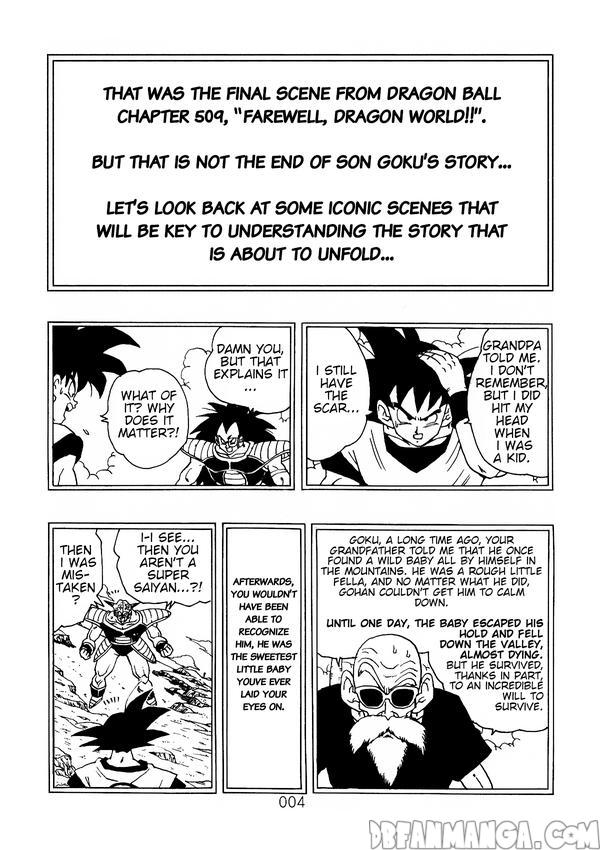 THAT WAS THE FINAL SCENE FROM DRAGON BALL
CHAPTER 509, "FAREWELL, DRAGON WORLD!!".
BUT THAT IS NOT THE END OF SON GOKU'S STORY...
LET'S LOOK BACK AT SOME ICONIC SCENES THAT
WILL BE KEY TO UNDERSTANDING THE STORY THAT
IS ABOUT TO UNFOLD...
GRANDPA
TOLD ME.
I DON'T
REMEMBER,
BUT I DID
HIT MY
HEAD
WHEN
I WAS
A KID.
I STILL
HAVE
THE
SCAR...
DAMN YOU,
BUT THAT
EXPLAINS IT
...
WHAT OF
IT? WHY
DOES IT
MATTER?!
GOKU, A LONG TIME AGO, YOUR
GRANDFATHER TOLD ME THAT HE ONCE
FOUND A WILD BABY ALL BY HIMSELF IN
THE MOUNTAINS. HE WAS A ROUGH LITTLE
FELLA, AND NO MATTER WHAT HE DID,
GOHAN COULDN'T GET HIM TO CALM
DOWN.
UNTIL ONE DAY, THE BABY ESCAPED HIS
HOLD AND FELL
DOWN THE VALLEY,
ALMOST DYING.
BUT HE SURVIVED,
THANKS IN PART,
TO AN INCREDIBLE
WILL TO
SURVIVE.
AFTERWARDS,
YOU WOULDN'T
HAVE BEEN
ABLE TO
RECOGNIZE
HIM, HE WAS
THE SWEETEST
LITTLE BABY
YOUVE EVER
LAID YOUR
EYES ON.
I-I SEE...
THEN YOU
AREN'T A
SUPER
SAIYAN...?!
THEN
I WAS
MIS-
TAKEN
?
004
DBFANMANGA.COM